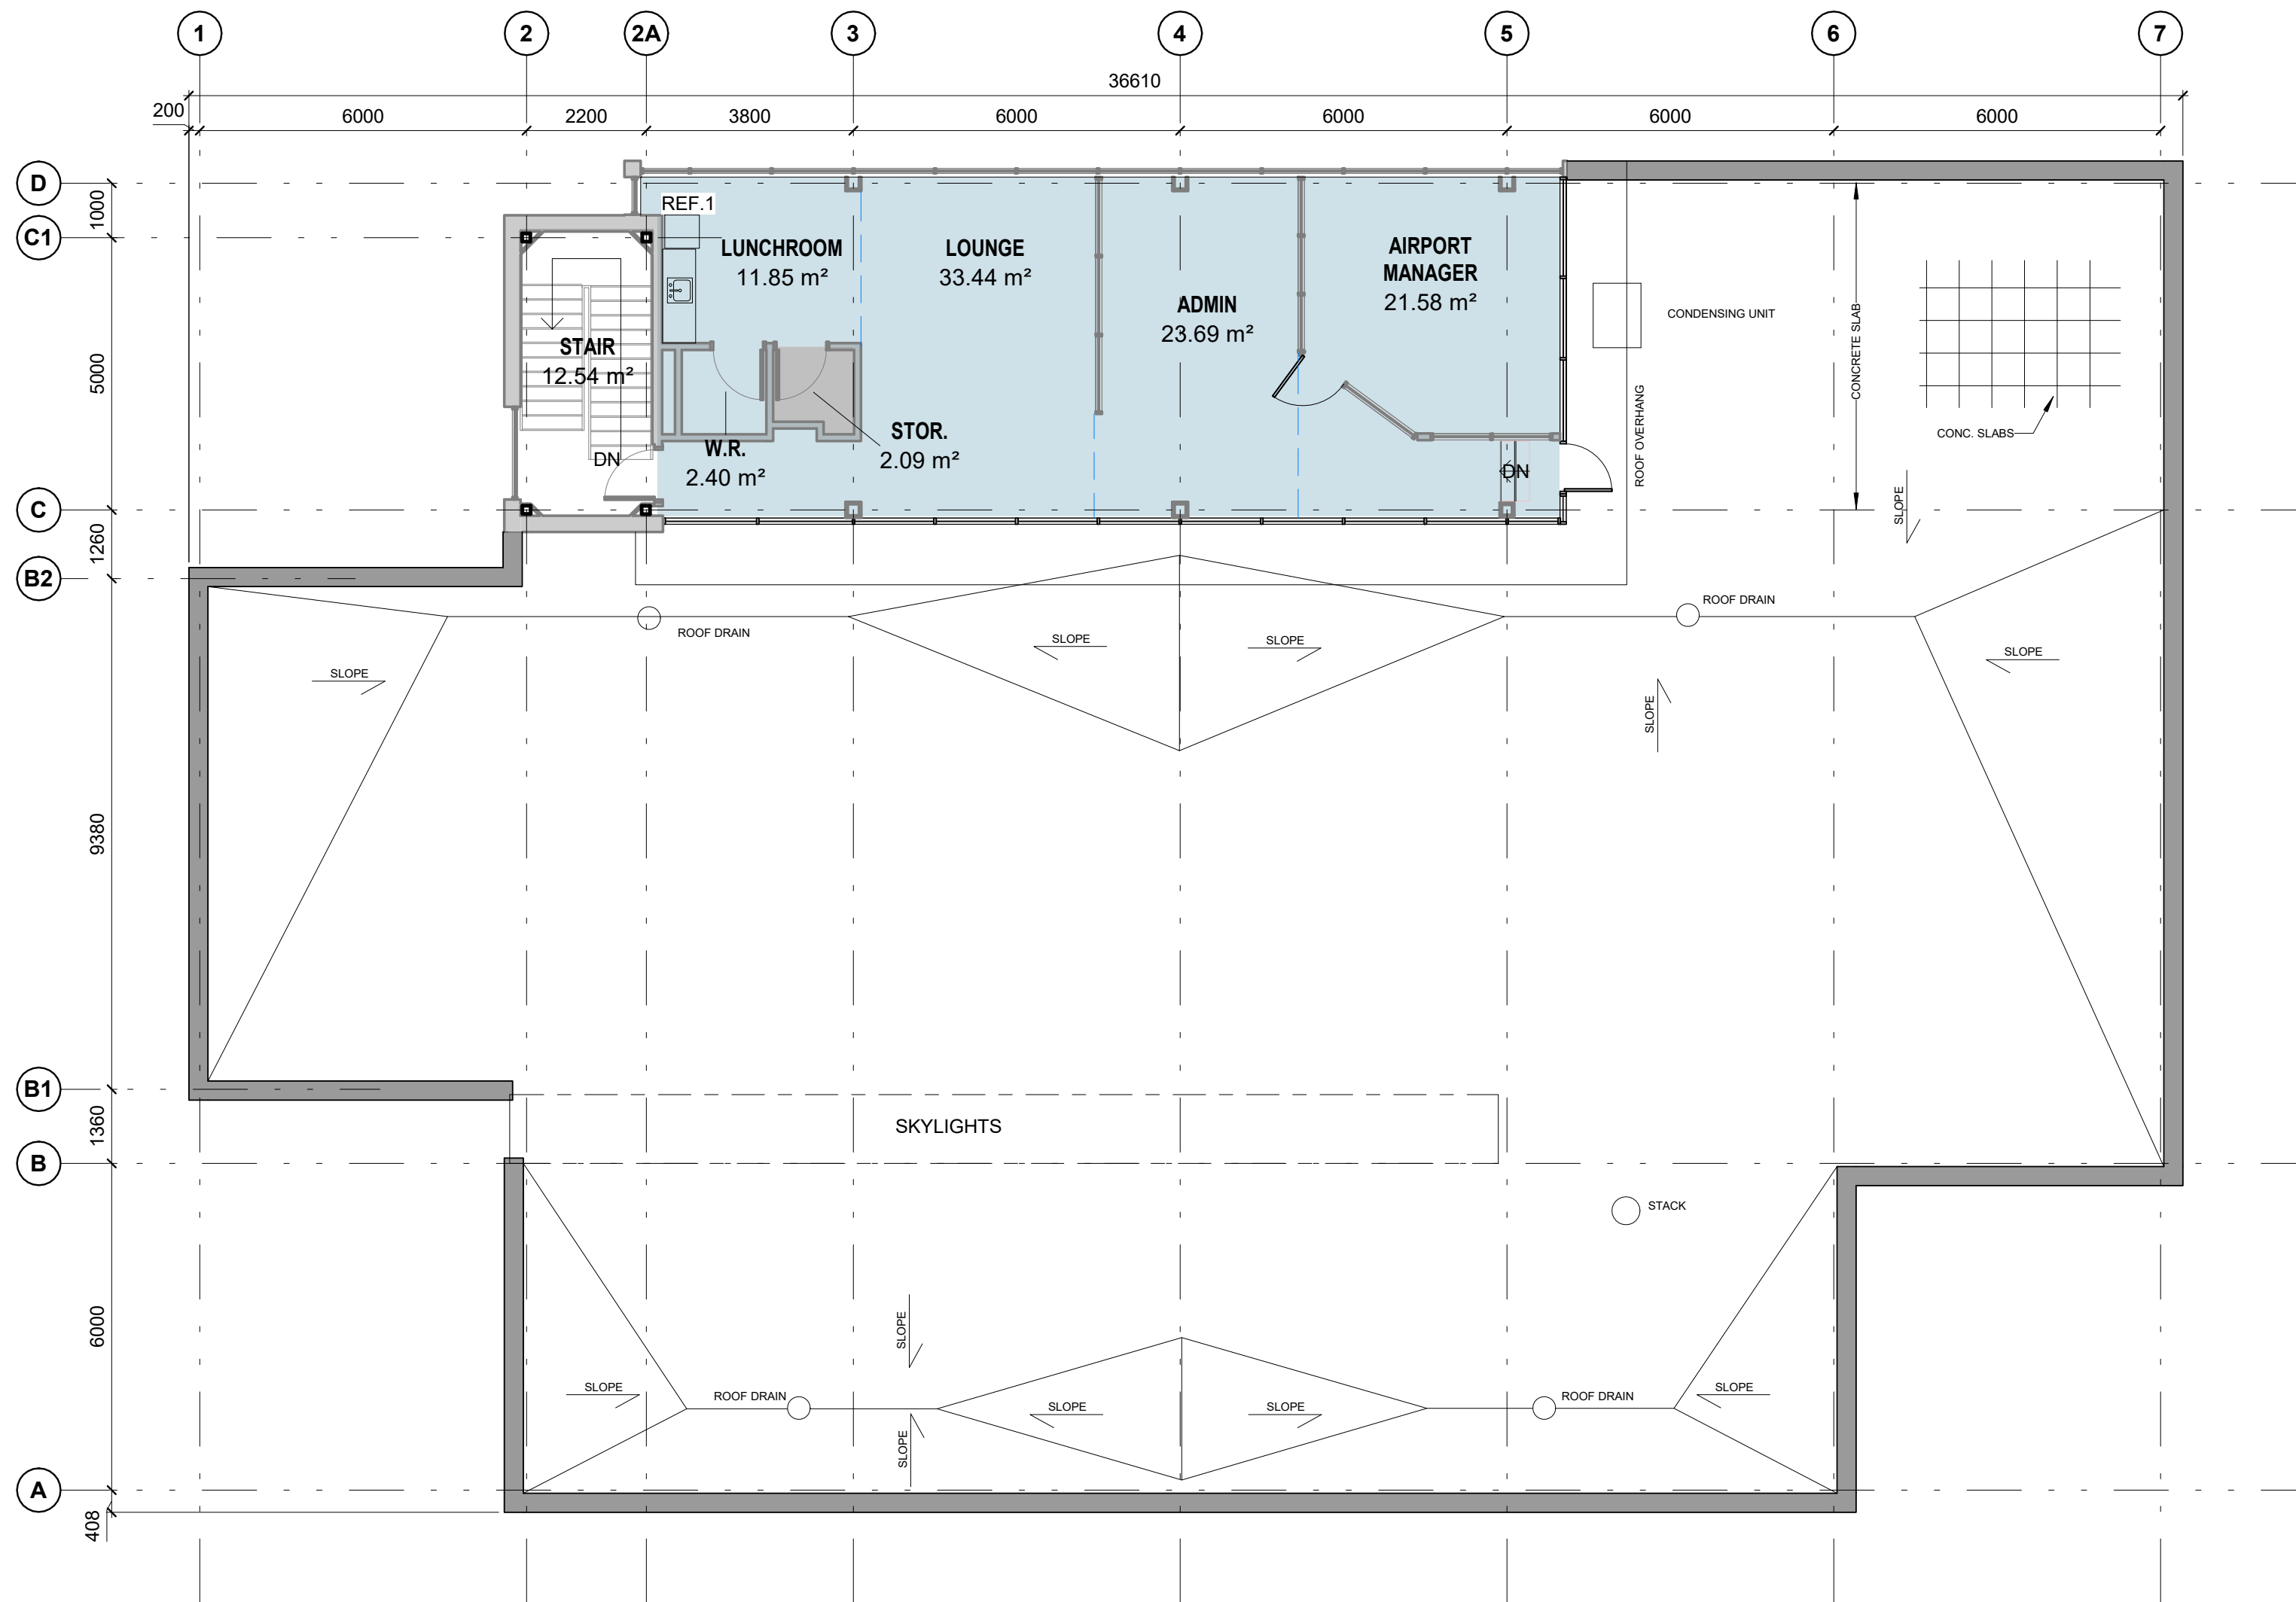 1
2
2A
3
4
5
6
7
36610
200
6000
2200
3800
6000
6000
6000
6000
D
1000
C1
5000
C
1260
B2
9380
B1
1360
B
6000
A
408
REF.1
LUNCHROOM
11.85 m²
LOUNGE
33.44 m²
ADMIN
23.69 m²
AIRPORT
MANAGER
21.58 m²
STAIR
12.54 m²
DN
W.R.
2.40 m²
STOR.
2.09 m²
DN
CONDENSING UNIT
ROOF OVERHANG
CONCRETE SLAB
CONC. SLABS
SLOPE
ROOF DRAIN
ROOF DRAIN
SLOPE
SLOPE
SLOPE
SLOPE
SLOPE
SKYLIGHTS
STACK
SLOPE
SLOPE
ROOF DRAIN
SLOPE
SLOPE
SLOPE
ROOF DRAIN
SLOPE